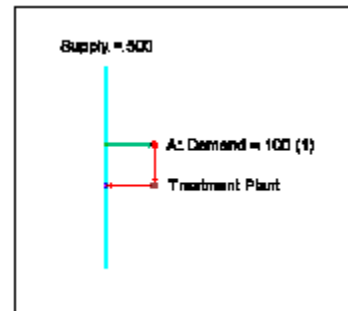 Supply = 500
A: Demand = 100 (1)
Treatment Plant